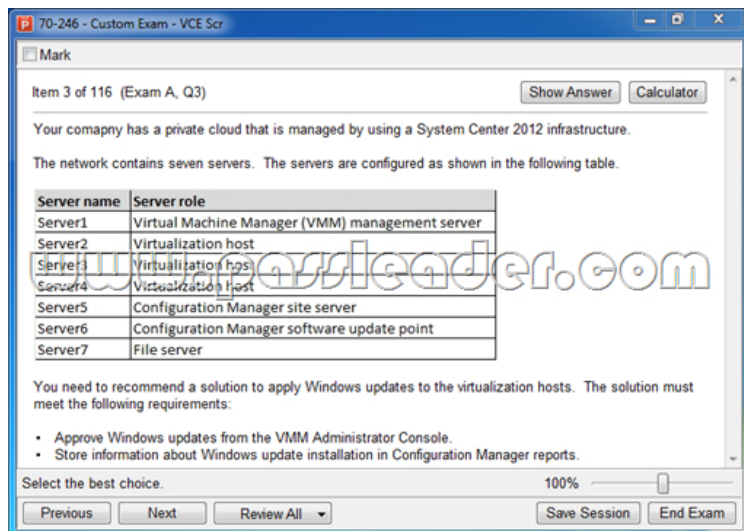 70-246 - Custom Exam - VCE Scr
Mark
Item 3 of 116 (Exam A, Q3)
Show Answer
Calculator
Your comapny has a private cloud that is managed by using a System Center 2012 infrastructure.
The network contains seven servers. The servers are configured as shown in the following table.
Server name Server role
Server1 Virtual Machine Manager (VMM) management server
Server2 Virtualization host
Server3 Virtualization host
Server4 Virtualization host
www.passleader.com
Server5 Configuration Manager site server
Server6 Configuration Manager software update point
Server7 File server
You need to recommend a solution to apply Windows updates to the virtualization hosts. The solution must
meet the following requirements:
• Approve Windows updates from the VMM Administrator Console.
• Store information about Windows update installation in Configuration Manager reports.
Select the best choice.
100%
Previous
Next
Review All
Save Session
End Exam